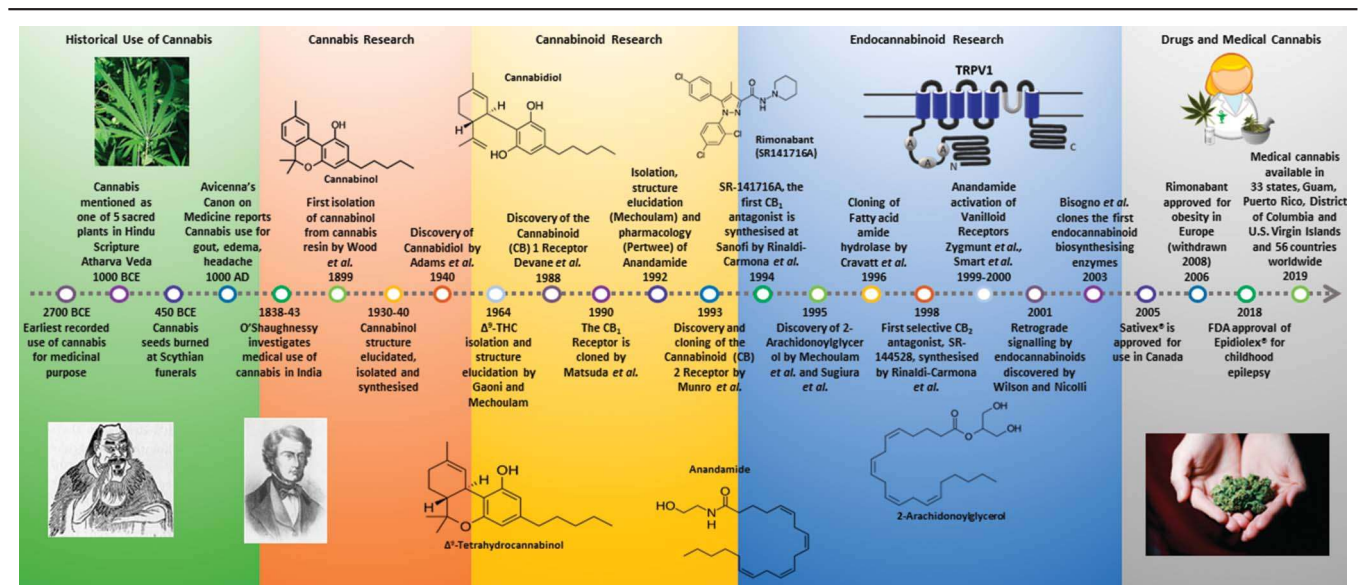 Historical Use of Cannabis
Cannabis Research
Cannabinoid Research
Endocannabinoid Research
Drugs and Medical Cannabis
Cannabis
mentioned as
one of 5 sacred
plants in Hindu
Scripture
Atharva Veda
1000 BCE
Avicenna's
Canon on
Medicine reports
Cannabis use for
gout, edema,
headache
1000 AD
OH
O
Cannabinol
First isolation
of cannabinol
from cannabis
resin by Wood
et al.
1899
Discovery of
Cannabidiol by
Adams et al.
1940
Cannabidiol
H
OH
H
HO
Discovery of the
Cannabinoid
(CB) 1 Receptor
Devane et al.
1988
Isolation,
structure
elucidation
(Mechoulam) and
pharmacology
(Pertwee) of
Anandamide
1992
Cl
O
N
N
H
N
N
Cl
Cl
Rimonabant
(SR141716A)
SR-141716A, the
first CB1
antagonist is
synthesised at
Sanofi by Rinaldi-
Carmona et al.
1994
Cloning of
Fatty acid
amide
hydrolase by
Cravatt et al.
1996
TRPV1
A
A
A
N
C
Anandamide
activation of
Vanilloid
Receptors
Zygmunt et al.,
Smart et al.
1999-2000
Bisogno et al.
clones the first
endocannabinoid
biosynthesising
enzymes
2003
Rimonabant
approved for
obesity in
Europe
(withdrawn
2008)
2006
Medical cannabis
available in
33 states, Guam,
Puerto Rico, District
of Columbia and
U.S. Virgin Islands
and 56 countries
worldwide
2019
2700 BCE
Earliest recorded
use of cannabis
for medicinal
purpose
450 BCE
Cannabis
seeds burned
at Scythian
funerals
1838-43
O'Shaughnessy
investigates
medical use of
cannabis in India
1930-40
Cannabinol
structure
elucidated,
isolated and
synthesised
1964
Δ9-THC
isolation and
structure
elucidation by
Gaoni and
Mechoulam
1990
The CB1
Receptor is
cloned by
Matsuda et al.
1993
Discovery and
cloning of the
Cannabinoid (CB)
2 Receptor by
Munro et al.
1995
Discovery of 2-
Arachidonoylglycer
ol by Mechoulam
et al. and Sugiura
et al.
1998
First selective CB2
antagonist, SR-
144528, synthesised
by Rinaldi-Carmona
et al.
2001
Retrograde
signalling by
endocannabinoids
discovered by
Wilson and Nicolli
2005
Sativex® is
approved for
use in Canada
2018
FDA approval of
Epidiolex® for
childhood
epilepsy
H
OH
H
O
Δ9-Tetrahydrocannabinol
Anandamide
HO
N
H
O
O
OH
O
OH
2-Arachidonoylglycerol